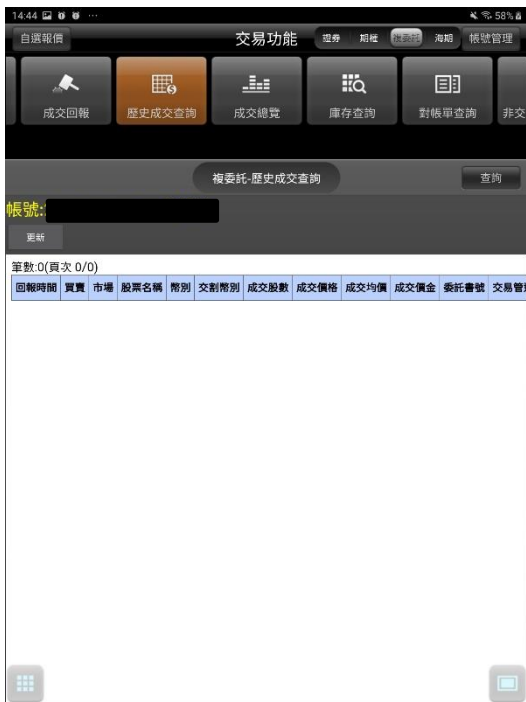 14:44 58%
自選報價 交易功能 證券 期權 複委託 海期 帳號管理
成交回報 歷史成交查詢 成交總覽 庫存查詢 對帳單查詢 非交
複委託-歷史成交查詢 查詢
帳號:
更新
筆數:0(頁次 0/0)
回報時間 買賣 市場 股票名稱 幣別 交割幣別 成交股數 成交價格 成交均價 成交價金 委託書號 交易管